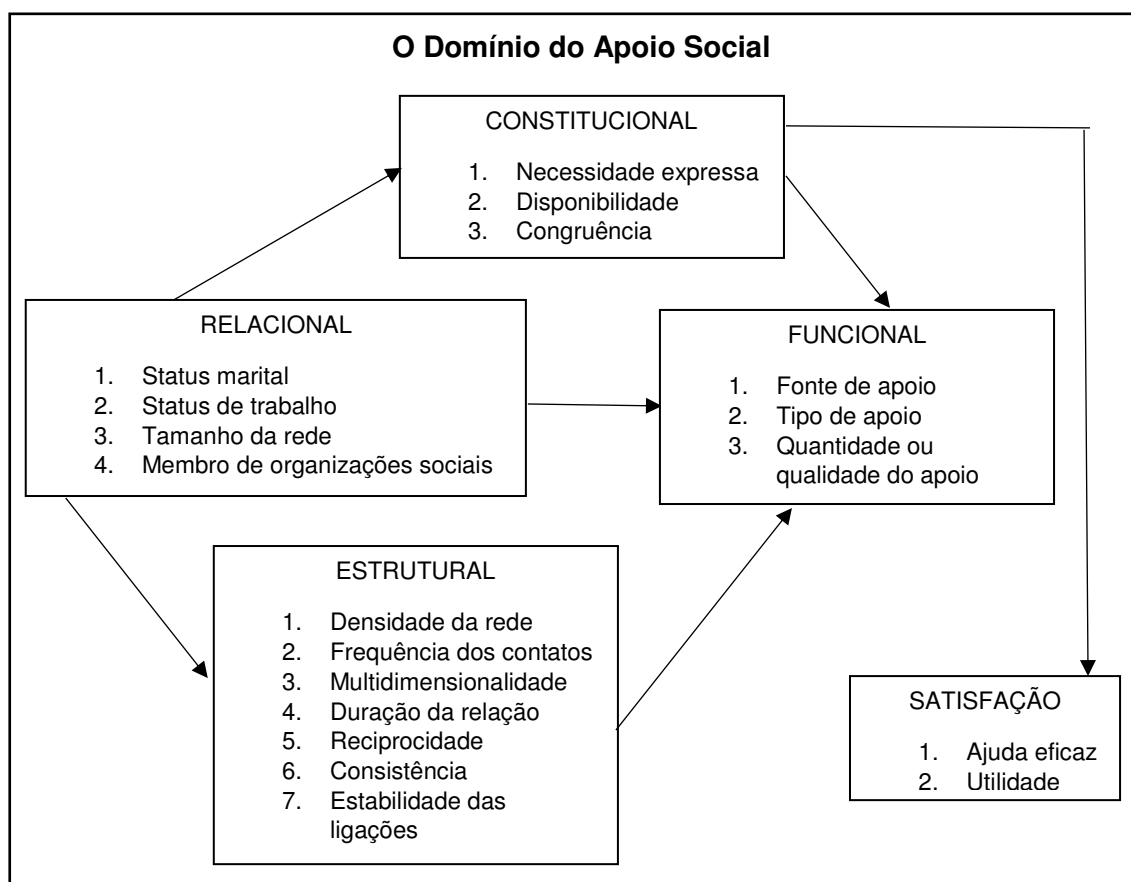 O Domínio do Apoio Social
CONSTITUCIONAL
1. Necessidade expressa
2. Disponibilidade
3. Congruência
RELACIONAL
1. Status marital
2. Status de trabalho
3. Tamanho da rede
4. Membro de organizações sociais
FUNCIONAL
1. Fonte de apoio
2. Tipo de apoio
3. Quantidade ou
qualidade do apoio
ESTRUTURAL
1. Densidade da rede
2. Frequência dos contatos
3. Multidimensionalidade
4. Duração da relação
5. Reciprocidade
6. Consistência
7. Estabilidade das
ligações
SATISFAÇÃO
1. Ajuda eficaz
2. Utilidade